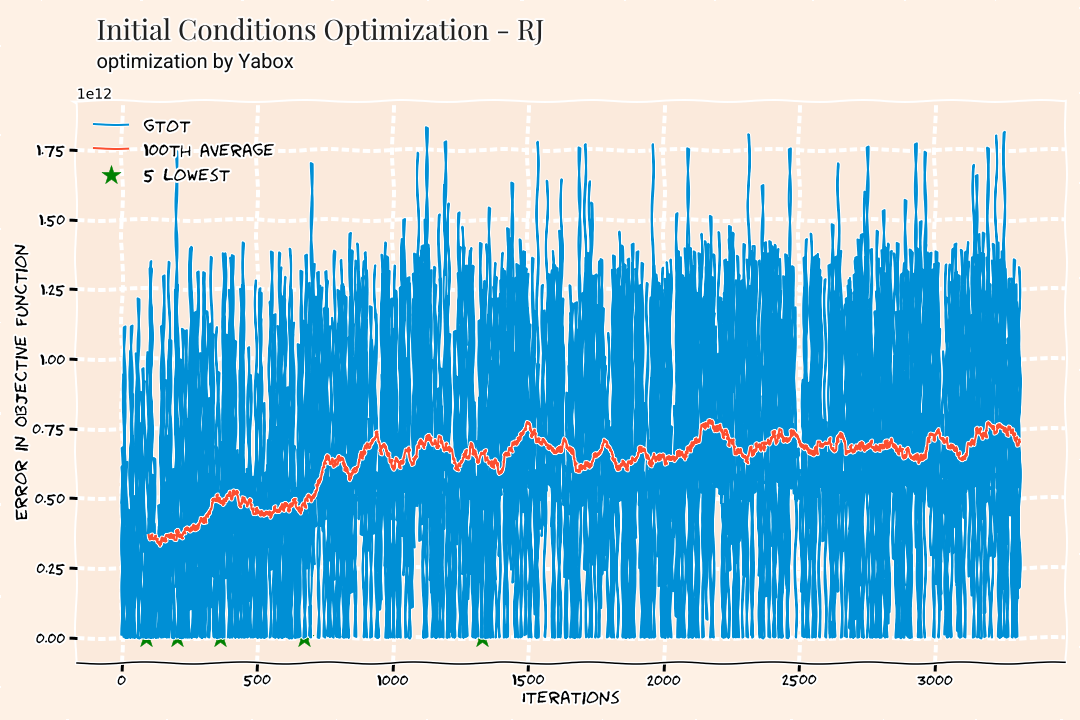 Initial Conditions Optimization - RJ
optimization by Yabox
1e12
GTOT
100TH AVERAGE
5 LOWEST
1.75
1.50
1.25
1.00
0.75
0.50
0.25
0.00
ERROR IN OBJECTIVE FUNCTION
0 500 1000 1500 2000 2500 3000
ITERATIONS